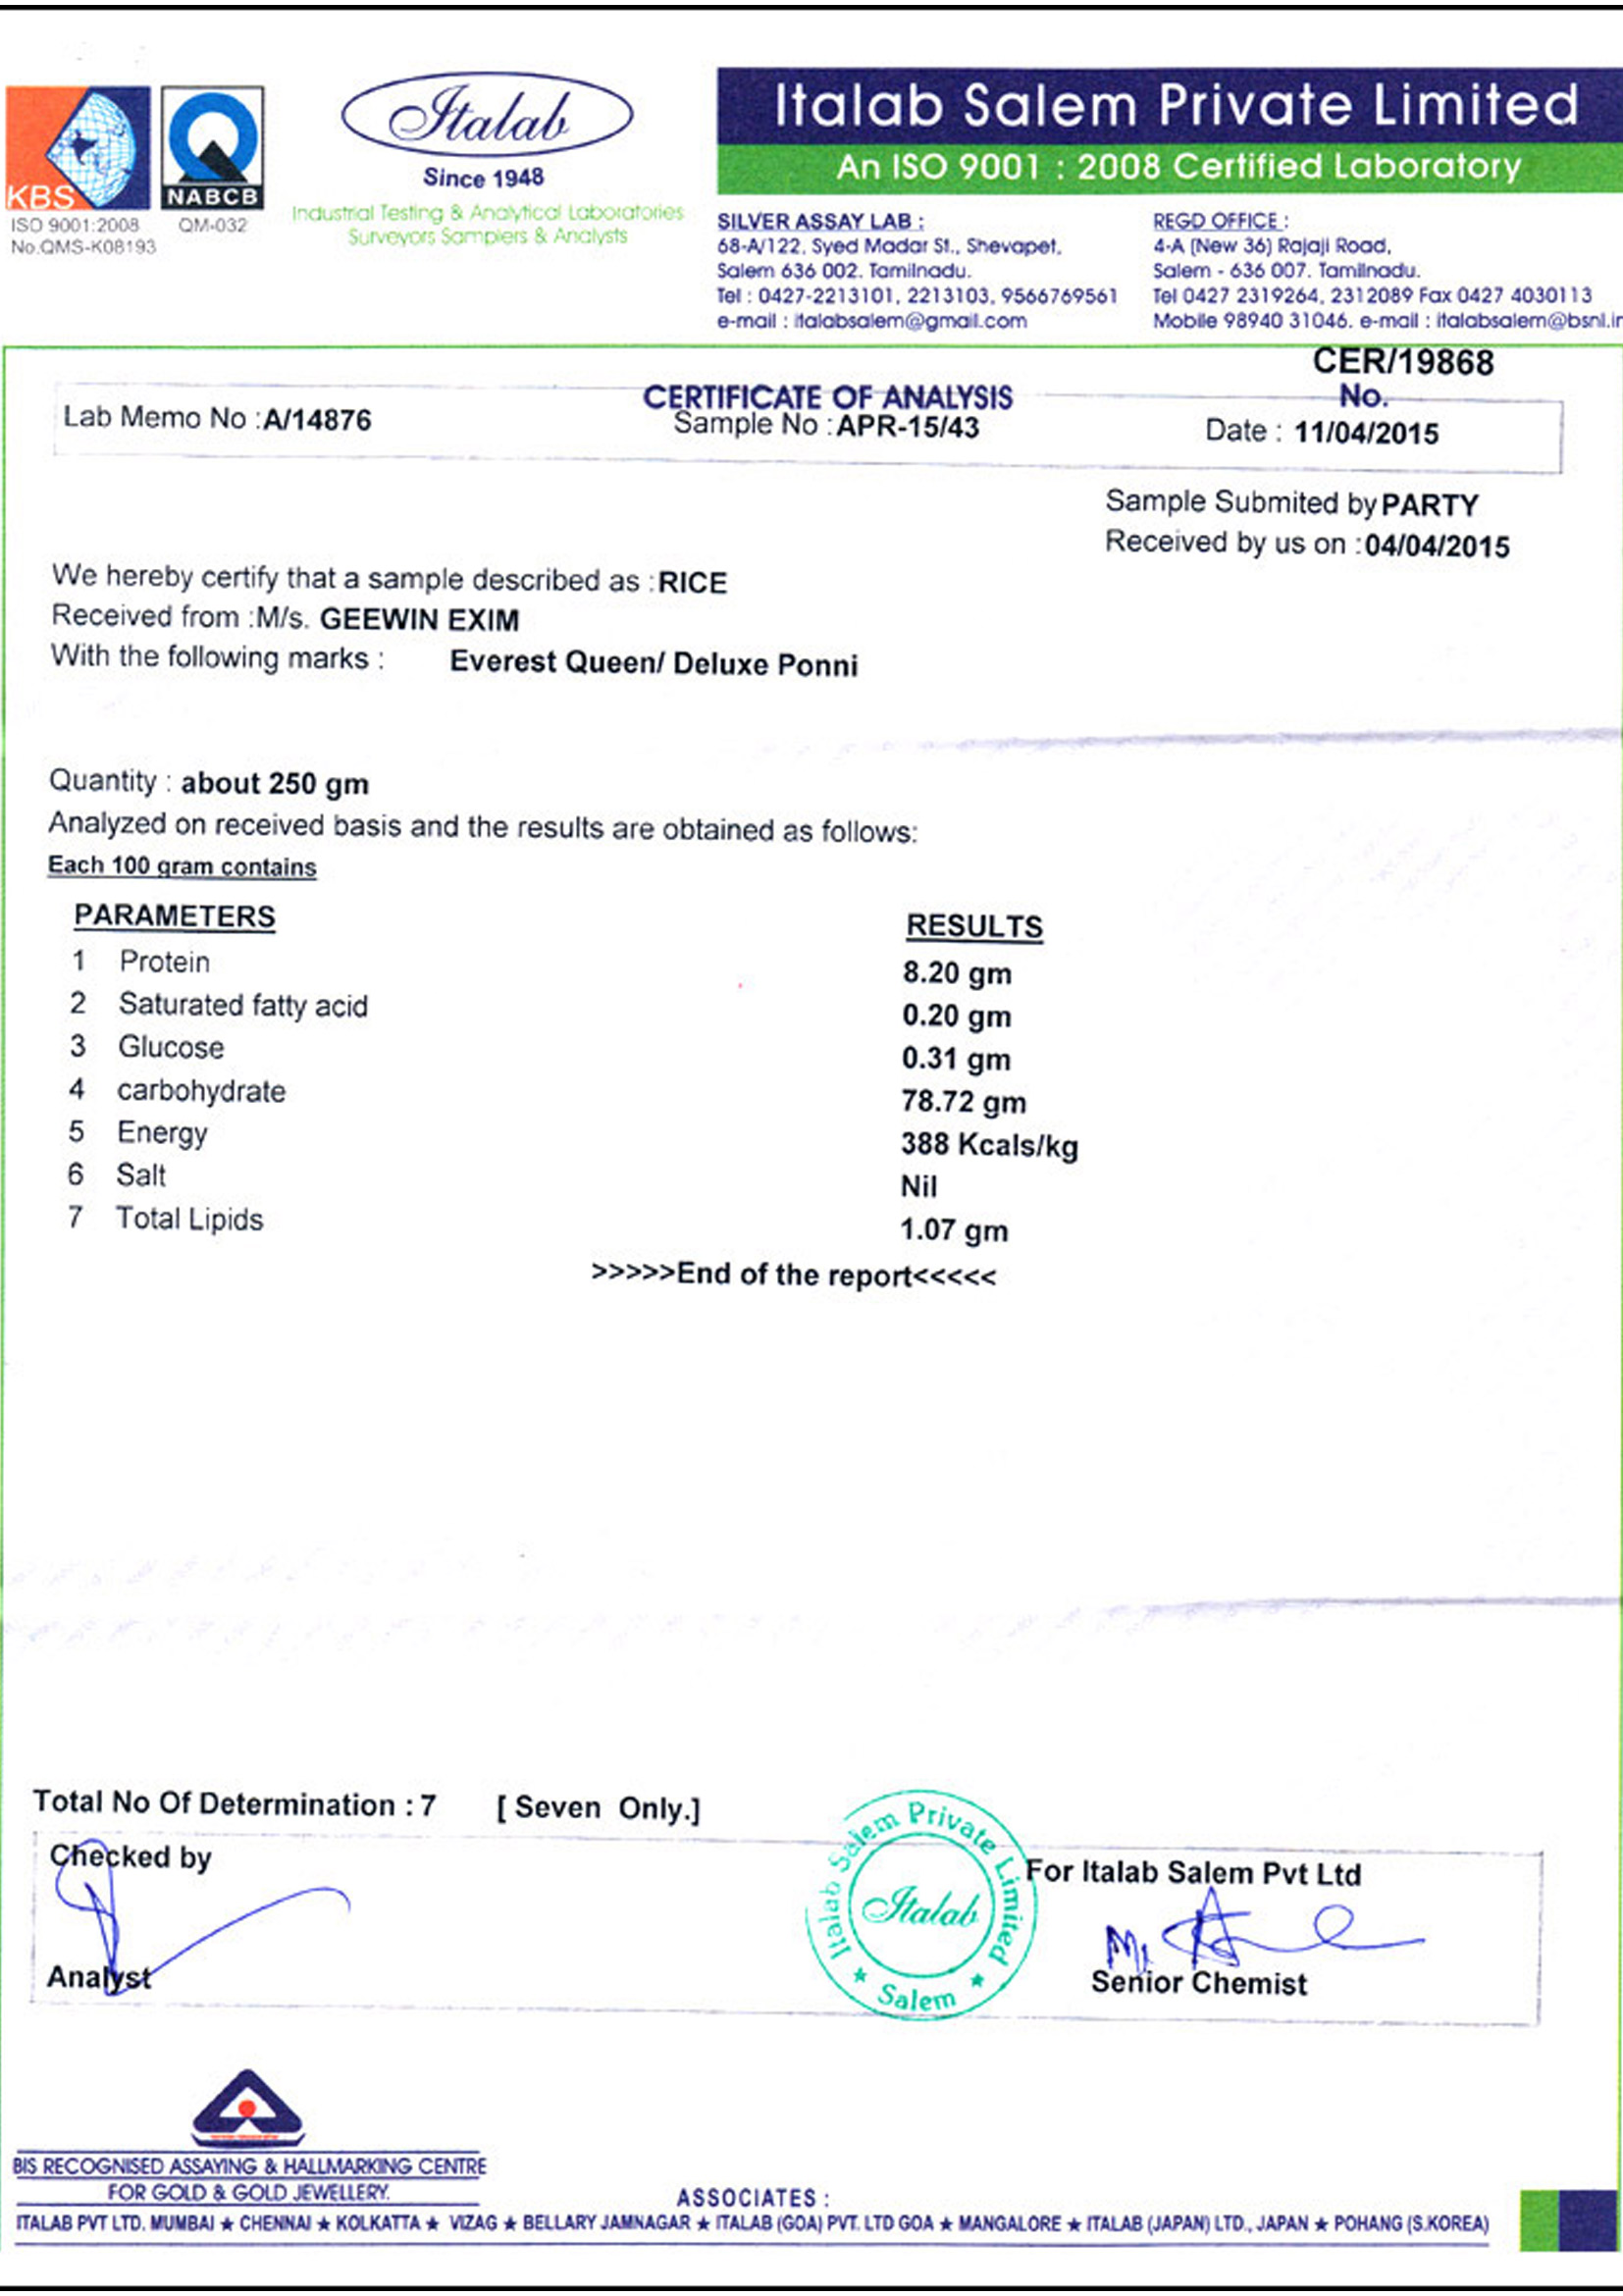 KBS
ISO 9001:2008
No.QMS-K08193
NABCB
QM-032
Italab
Since 1948
Industrial Testing & Analytical Laboratories
Surveyors Samplers & Analysts
Italab Salem Private Limited
An ISO 9001 : 2008 Certified Laboratory
SILVER ASSAY LAB :
68-A/122, Syed Madar St., Shevapet,
Salem 636 002. Tamilnadu.
Tel : 0427-2213101, 2213103, 9566769561
e-mail : italabsalem@gmail.com
REGD OFFICE :
4-A (New 36) Rajaji Road,
Salem - 636 007. Tamilnadu.
Tel 0427 2319264, 2312089 Fax 0427 4030113
Mobile 98940 31046. e-mail : italabsalem@bsnl.in
CER/19868
CERTIFICATE OF ANALYSIS
No.
Lab Memo No :A/14876
Sample No :APR-15/43
Date : 11/04/2015
Sample Submited by PARTY
Received by us on :04/04/2015
We hereby certify that a sample described as :RICE
Received from :M/s. GEEWIN EXIM
With the following marks : Everest Queen/ Deluxe Ponni
Quantity : about 250 gm
Analyzed on received basis and the results are obtained as follows:
Each 100 gram contains
PARAMETERS RESULTS
1 Protein 8.20 gm
2 Saturated fatty acid 0.20 gm
3 Glucose 0.31 gm
4 carbohydrate 78.72 gm
5 Energy 388 Kcals/kg
6 Salt Nil
7 Total Lipids 1.07 gm
>>>>>End of the report<<<<<
Total No Of Determination : 7 [ Seven Only.]
Checked by
Analyst
Italab Salem Private Limited
Italab
★ Salem ★
For Italab Salem Pvt Ltd
Senior Chemist
BIS RECOGNISED ASSAYING & HALLMARKING CENTRE
FOR GOLD & GOLD JEWELLERY.
ASSOCIATES :
ITALAB PVT LTD. MUMBAI ★ CHENNAI ★ KOLKATTA ★ VIZAG ★ BELLARY JAMNAGAR ★ ITALAB (GOA) PVT. LTD GOA ★ MANGALORE ★ ITALAB (JAPAN) LTD., JAPAN ★ POHANG (S.KOREA)